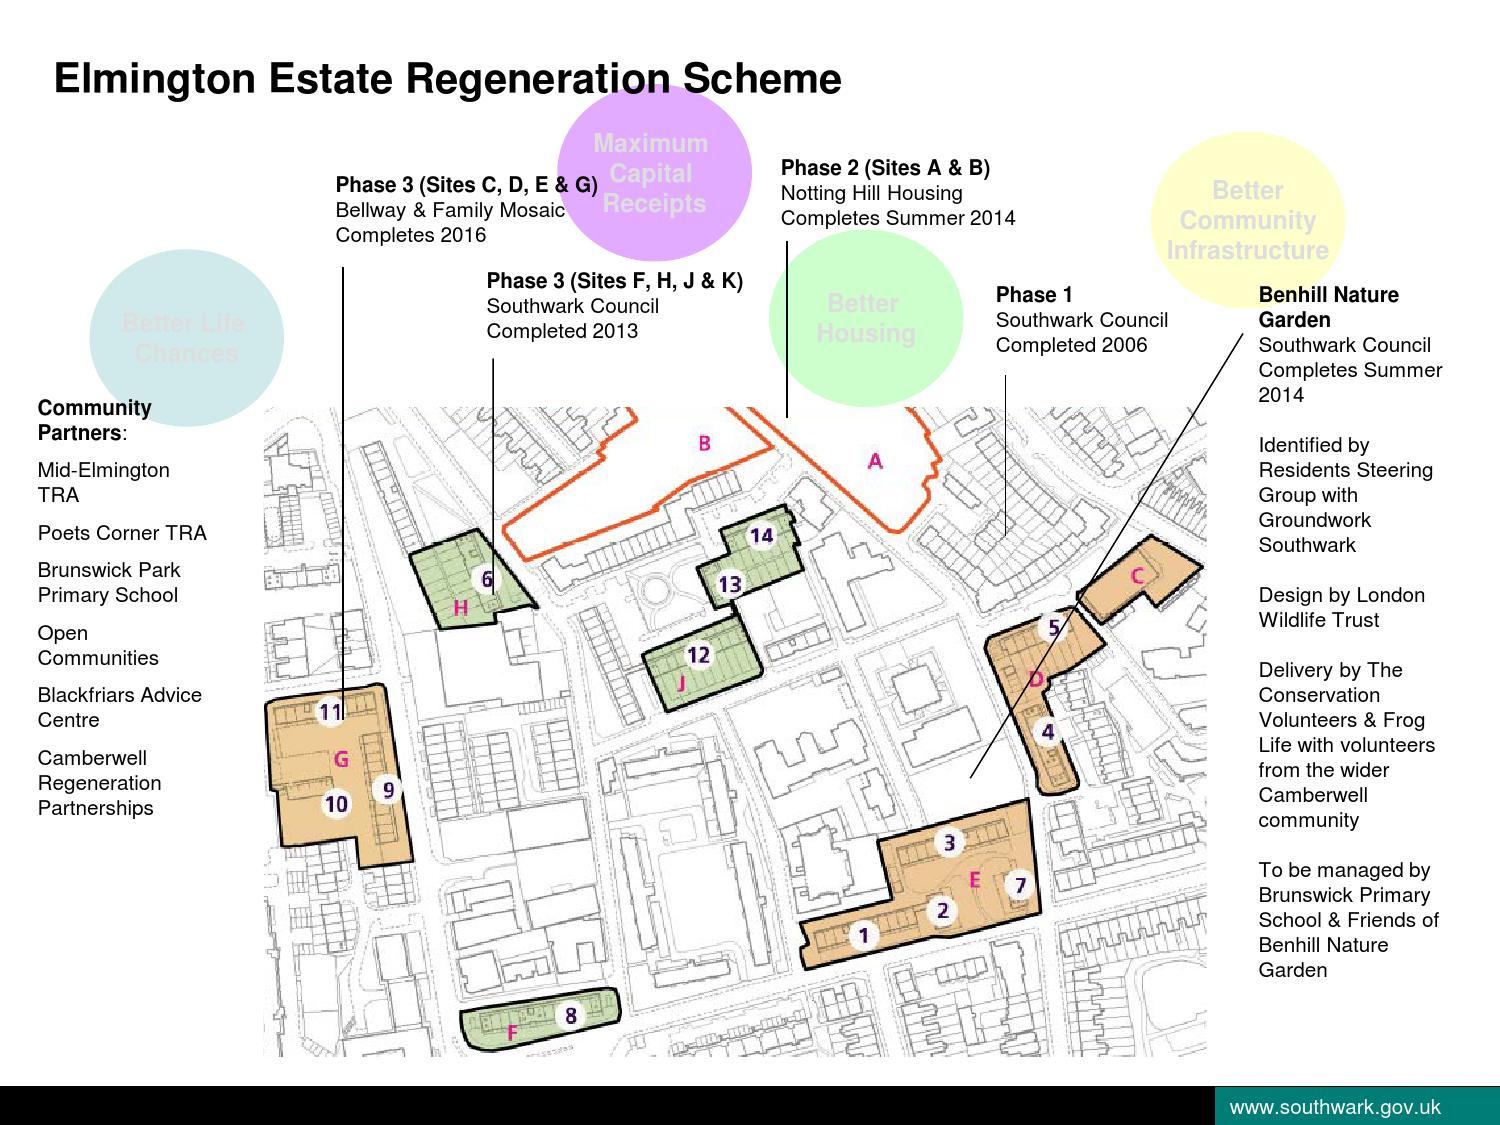 Elmington Estate Regeneration Scheme
Maximum
Capital
Receipts
Phase 3 (Sites C, D, E & G)
Bellway & Family Mosaic
Completes 2016
Phase 2 (Sites A & B)
Notting Hill Housing
Completes Summer 2014
Better
Community
Infrastructure
Phase 3 (Sites F, H, J & K)
Southwark Council
Completed 2013
Better
Housing
Phase 1
Southwark Council
Completed 2006
Better Life
Chances
Community
Partners:
Mid-Elmington
TRA
Poets Corner TRA
Brunswick Park
Primary School
Open
Communities
Blackfriars Advice
Centre
Camberwell
Regeneration
Partnerships
B
A
14
6
13
H
C
5
12
J
D
11
4
G
10
9
3
E
7
2
1
8
F
Benhill Nature
Garden
Southwark Council
Completes Summer
2014
Identified by
Residents Steering
Group with
Groundwork
Southwark
Design by London
Wildlife Trust
Delivery by The
Conservation
Volunteers & Frog
Life with volunteers
from the wider
Camberwell
community
To be managed by
Brunswick Primary
School & Friends of
Benhill Nature
Garden
www.southwark.gov.uk